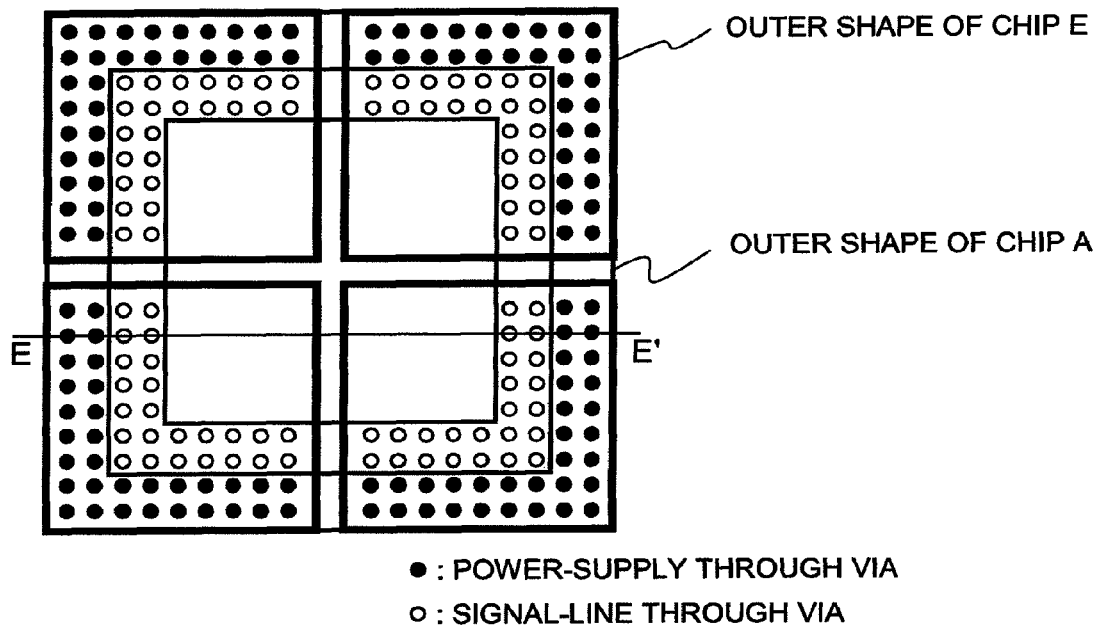 OUTER SHAPE OF CHIP E
OUTER SHAPE OF CHIP A
E
E'
● : POWER-SUPPLY THROUGH VIA
○ : SIGNAL-LINE THROUGH VIA